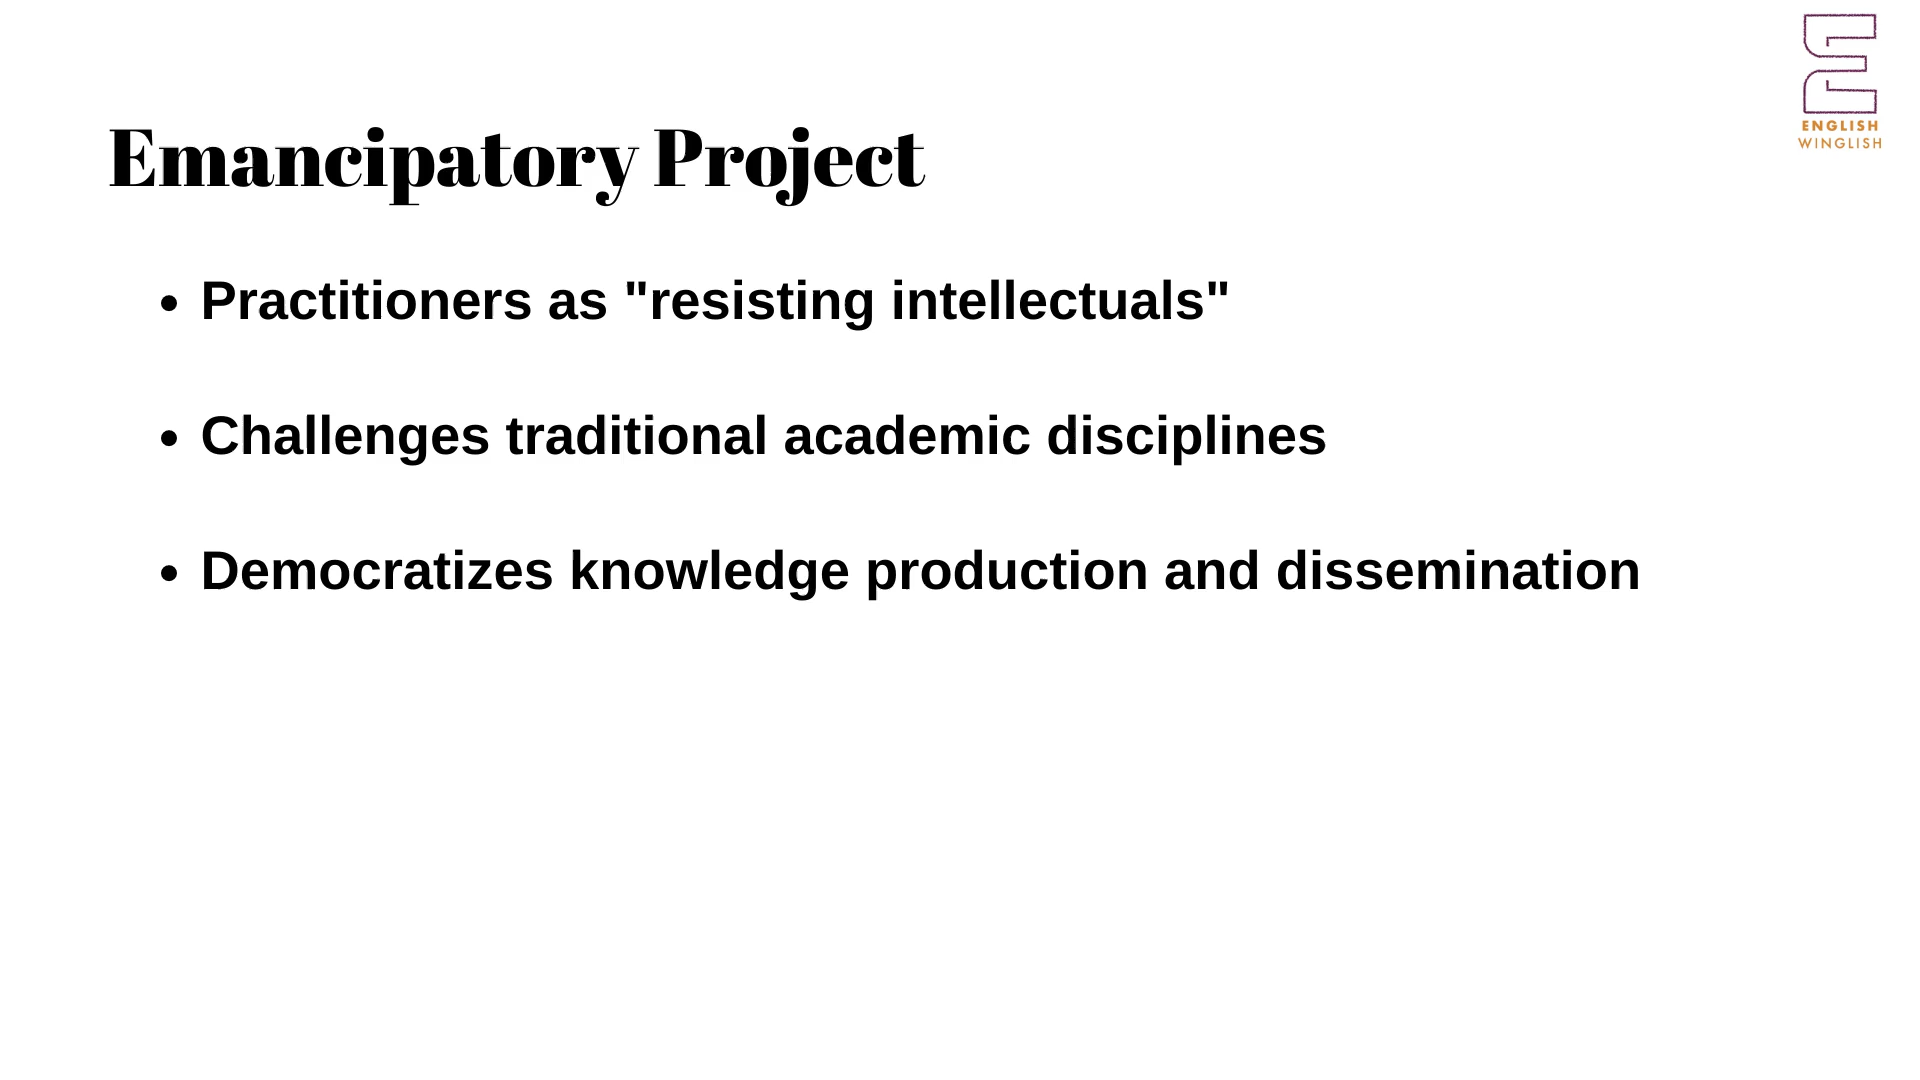 ENGLISH
WINGLISH
Emancipatory Project
• Practitioners as "resisting intellectuals"
• Challenges traditional academic disciplines
• Democratizes knowledge production and dissemination